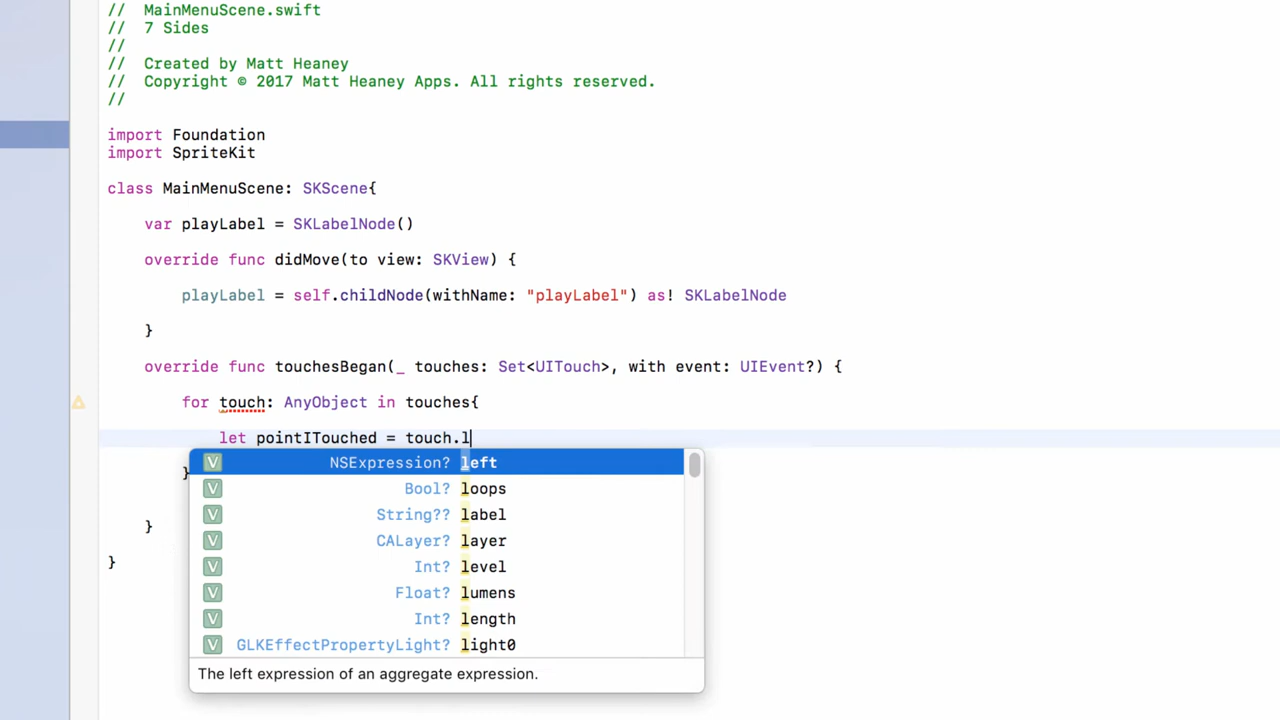 // MainMenuScene.swift
// 7 Sides
//
// Created by Matt Heaney
// Copyright © 2017 Matt Heaney Apps. All rights reserved.
//
import Foundation
import SpriteKit
class MainMenuScene: SKScene{
var playLabel = SKLabelNode()
override func didMove(to view: SKView) {
playLabel = self.childNode(withName: "playLabel") as! SKLabelNode
}
override func touchesBegan(_ touches: Set<UITouch>, with event: UIEvent?) {
for touch: AnyObject in touches{
let pointITouched = touch.l
V NSExpression? left
}
V Bool? loops
V String?? label
}
V CALayer? layer
}
V Int? level
V Float? lumens
V Int? length
V GLKEffectPropertyLight? light0
The left expression of an aggregate expression.